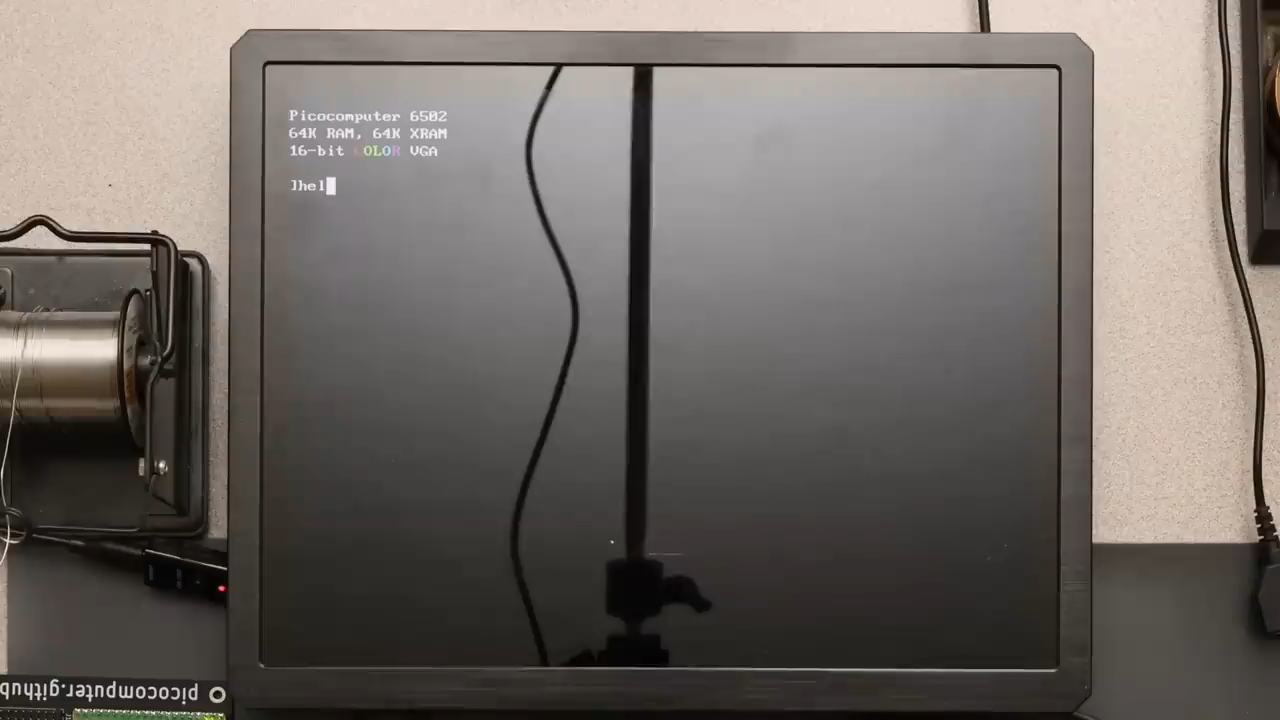 Picocomputer 6502
64K RAM, 64K XRAM
16-bit COLOR VGA
]hel
picocomputer.github